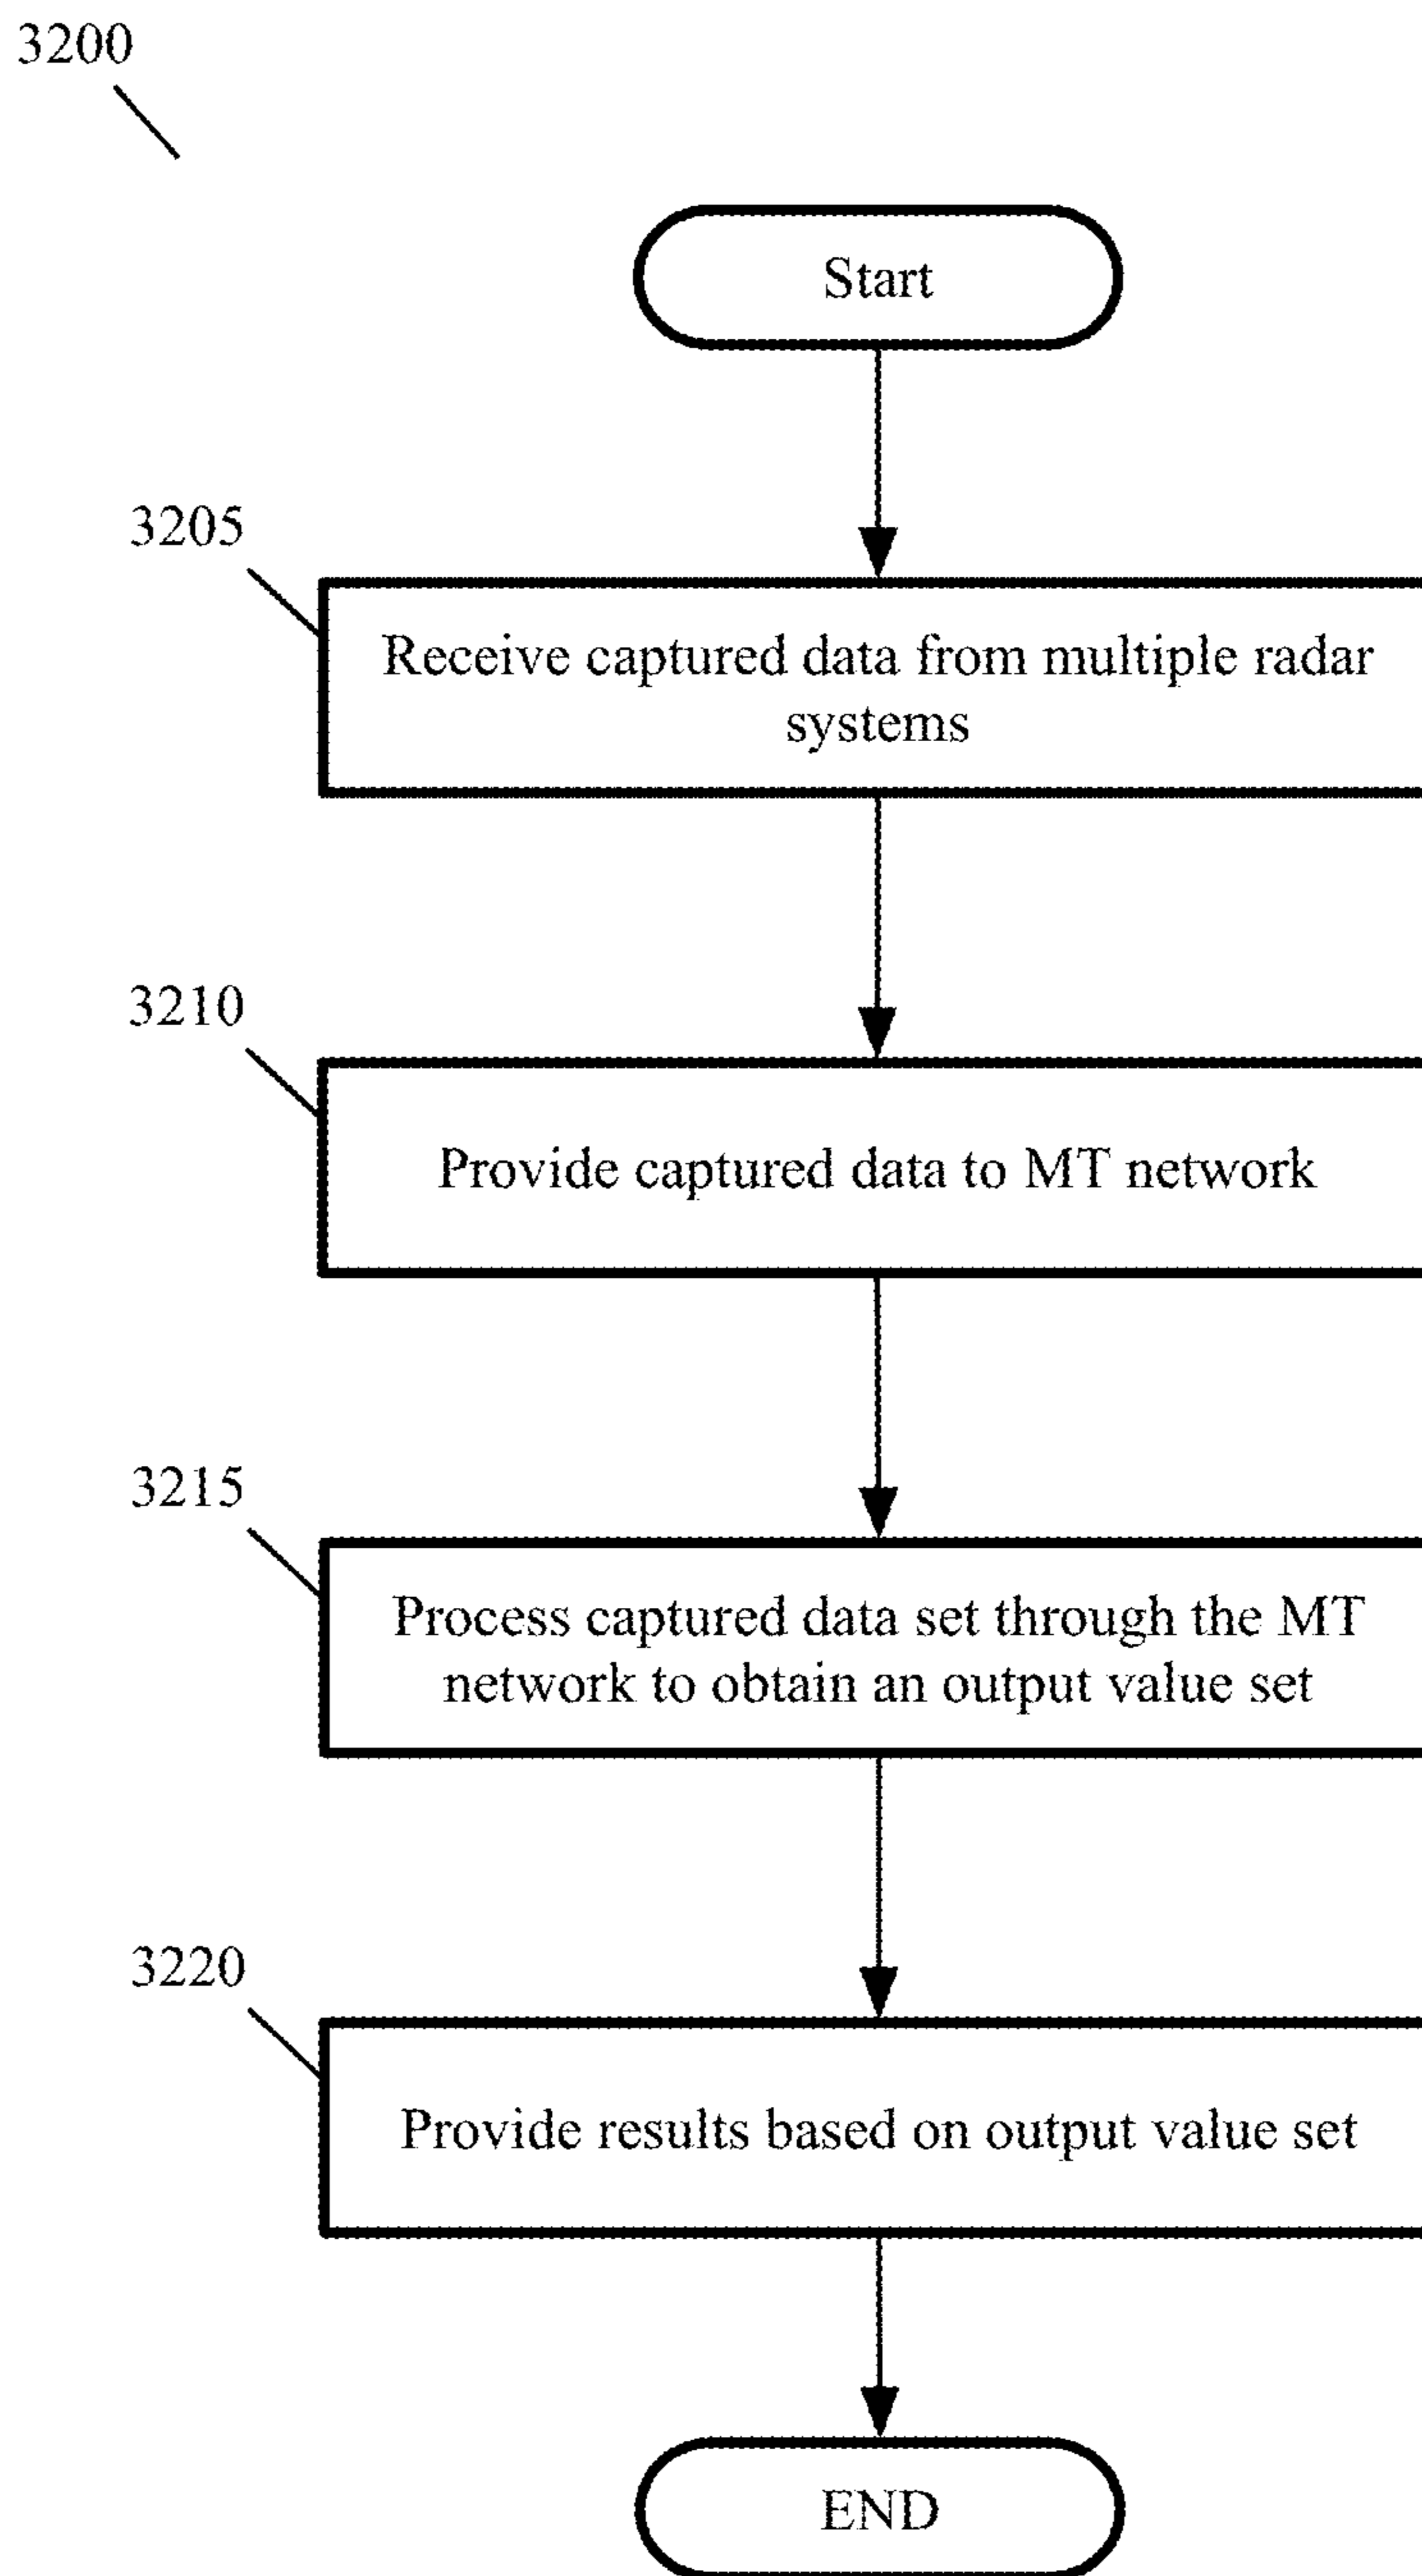 3200
Start
3205
Receive captured data from multiple radar
systems
3210
Provide captured data to MT network
3215
Process captured data set through the MT
network to obtain an output value set
3220
Provide results based on output value set
END